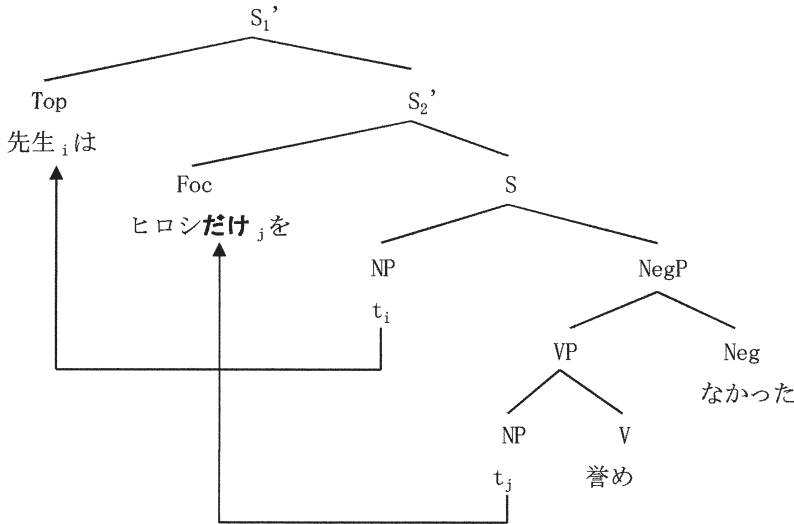 S₁’
Top S₂’
先生ᵢは
Foc S
ヒロシだけⱼを
NP NegP
tᵢ
VP Neg
なかった
NP V
tⱼ 誉め